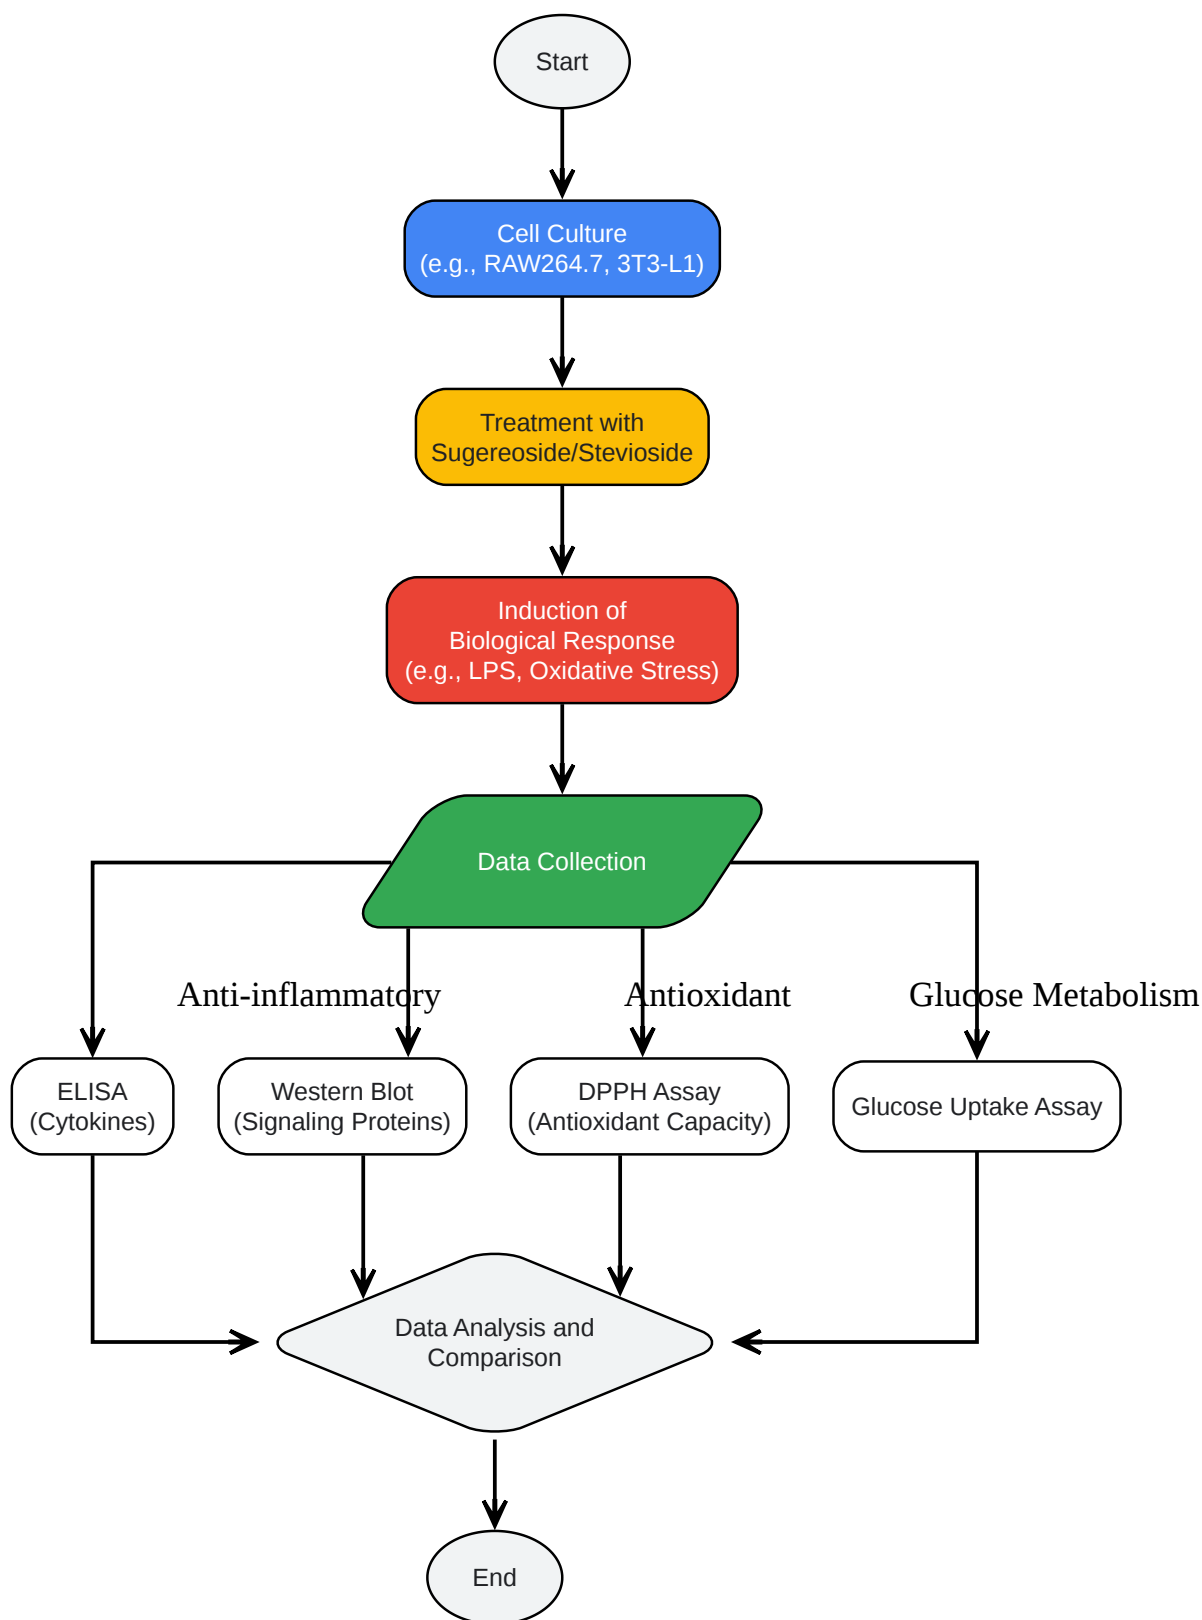 Start
Cell Culture
(e.g., RAW264.7, 3T3-L1)
Treatment with
Sugereoside/Stevioside
Induction of
Biological Response
(e.g., LPS, Oxidative Stress)
Data Collection
Anti-inflammatory
Antioxidant
Glucose Metabolism
ELISA
(Cytokines)
Western Blot
(Signaling Proteins)
DPPH Assay
(Antioxidant Capacity)
Glucose Uptake Assay
Data Analysis and
Comparison
End